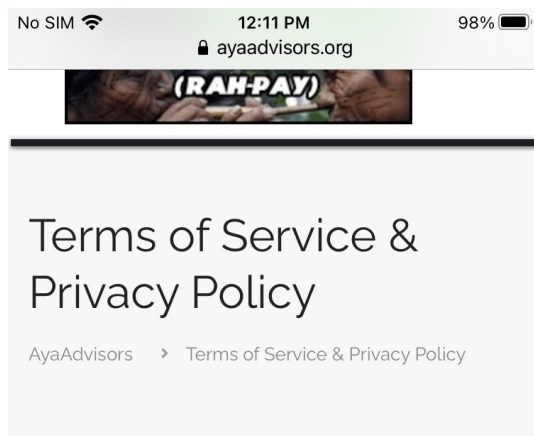 No SIM 12:11 PM 98%
ayaadvisors.org
(RAH-PAY)
Terms of Service &
Privacy Policy
AyaAdvisors > Terms of Service & Privacy Policy